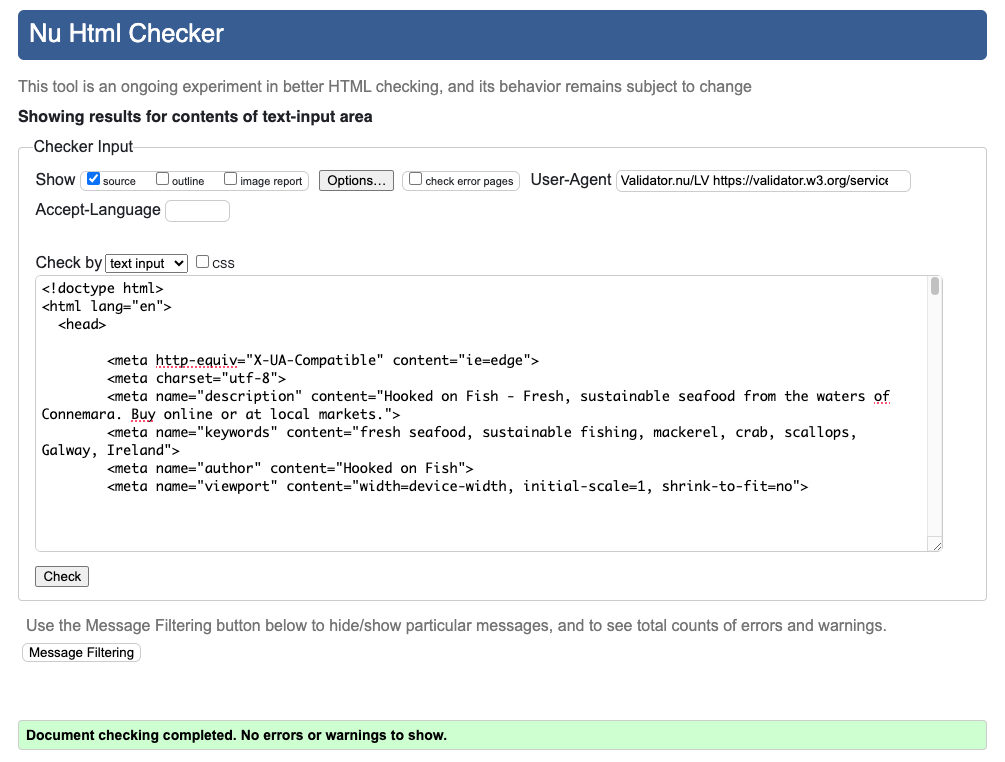 Nu Html Checker
This tool is an ongoing experiment in better HTML checking, and its behavior remains subject to change
Showing results for contents of text-input area
Checker Input
Show source outline image report Options... check error pages User-Agent Validator.nu/LV https://validator.w3.org/service
Accept-Language
Check by text input CSS
<!doctype html>
<html lang="en">
<head>
<meta http-equiv="X-UA-Compatible" content="ie=edge">
<meta charset="utf-8">
<meta name="description" content="Hooked on Fish - Fresh, sustainable seafood from the waters of
Connemara. Buy online or at local markets.">
<meta name="keywords" content="fresh seafood, sustainable fishing, mackerel, crab, scallops,
Galway, Ireland">
<meta name="author" content="Hooked on Fish">
<meta name="viewport" content="width=device-width, initial-scale=1, shrink-to-fit=no">
Check
Use the Message Filtering button below to hide/show particular messages, and to see total counts of errors and warnings.
Message Filtering
Document checking completed. No errors or warnings to show.